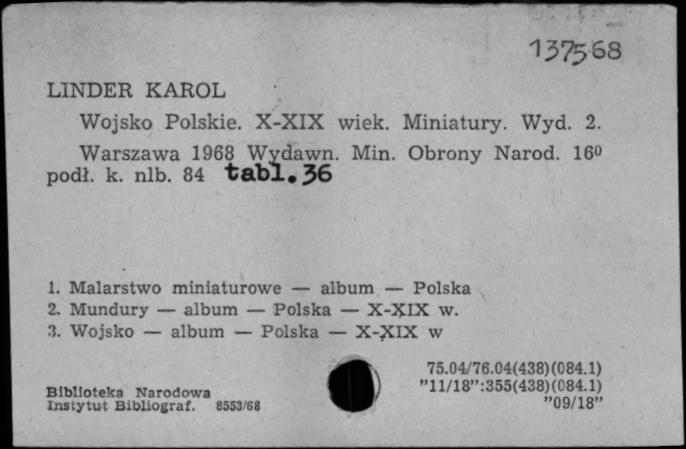 137568
LINDER KAROL
Wojsko Polskie. X-XIX wiek. Miniatury. Wyd. 2.
Warszawa 1968 Wydawn. Min. Obrony Narod. 16⁰
podł. k. nlb. 84 tabl. 36
1. Malarstwo miniaturowe — album — Polska
2. Mundury — album — Polska — X-XIX w.
3. Wojsko — album — Polska — X-XIX w
75.04/76.04(438)(084.1)
"11/18":355(438)(084.1)
"09/18"
Biblioteka Narodowa
Instytut Bibliograf. 8553/68